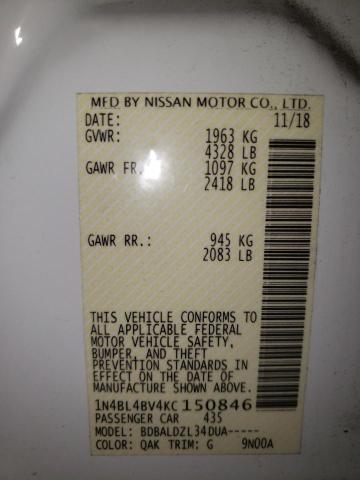 MFD BY NISSAN MOTOR CO., LTD.
DATE: 11/18
GVWR: 1963 KG
4328 LB
GAWR FR.: 1097 KG
2418 LB
GAWR RR.: 945 KG
2083 LB
THIS VEHICLE CONFORMS TO
ALL APPLICABLE FEDERAL
MOTOR VEHICLE SAFETY,
BUMPER, AND THEFT
PREVENTION STANDARDS IN
EFFECT ON THE DATE OF
MANUFACTURE SHOWN ABOVE.
1N4BL4BV4KC150846
PASSENGER CAR 435
MODEL: BDBALDZL34DUA-----
COLOR: QAK TRIM: G 9N00A